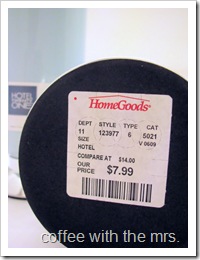 HOTEL
HomeGoods
DEPT STYLE TYPE CAT
11 123977 6 5021
SIZE V 0609
HOTEL
COMPARE AT $14.00
OUR
PRICE $7.99
coffee with the mrs.